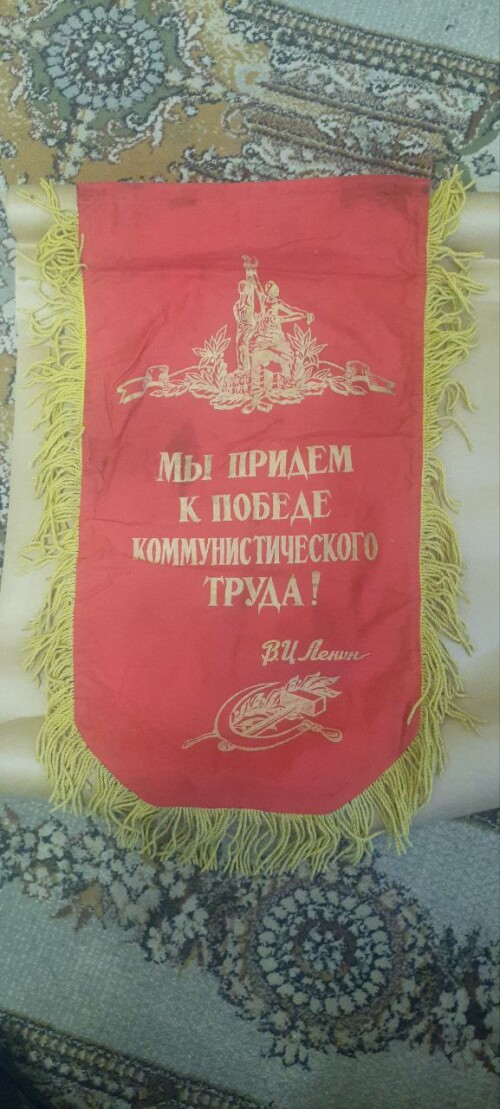 Мы придем
к победе
коммунистического
труда!
В.И Ленин